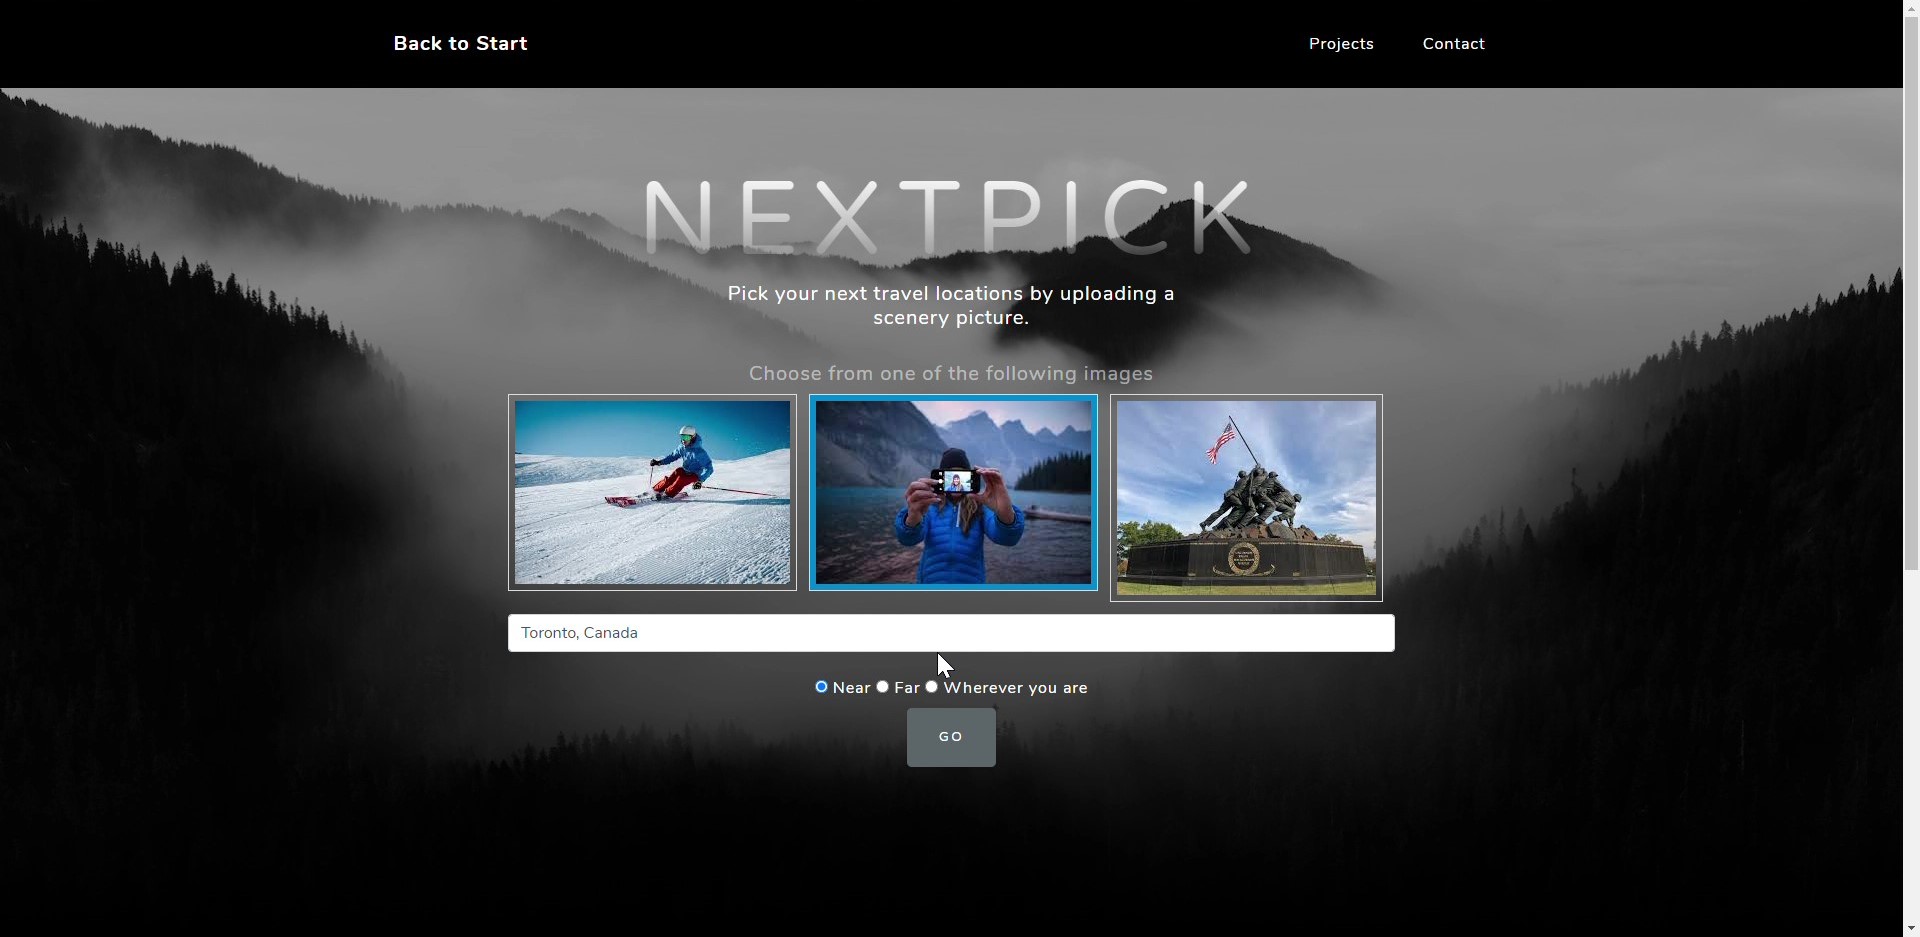 Back to Start
Projects
Contact
NEXTPICK
Pick your next travel locations by uploading a
scenery picture.
Choose from one of the following images
Toronto, Canada
Near
Far
Wherever you are
GO